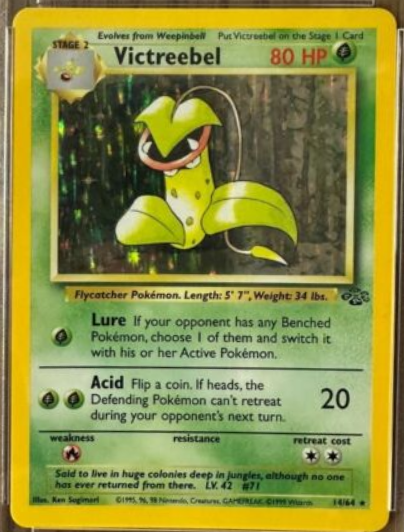 Evolves from Weepinbell Put Victreebel on the Stage 1 Card
STAGE 2
Victreebel 80 HP
Flycatcher Pokémon. Length: 5' 7", Weight: 34 lbs.
Lure If your opponent has any Benched
Pokémon, choose 1 of them and switch it
with his or her Active Pokémon.
Acid Flip a coin. If heads, the
Defending Pokémon can't retreat 20
during your opponent's next turn.
weakness resistance retreat cost
Said to live in huge colonies deep in jungles, although no one
has ever returned from there. LV. 42 #71
Illus. Ken Sugimori ©1995, 96, 98 Nintendo, Creatures, GAMEFREAK. ©1999 Wizards 14/64